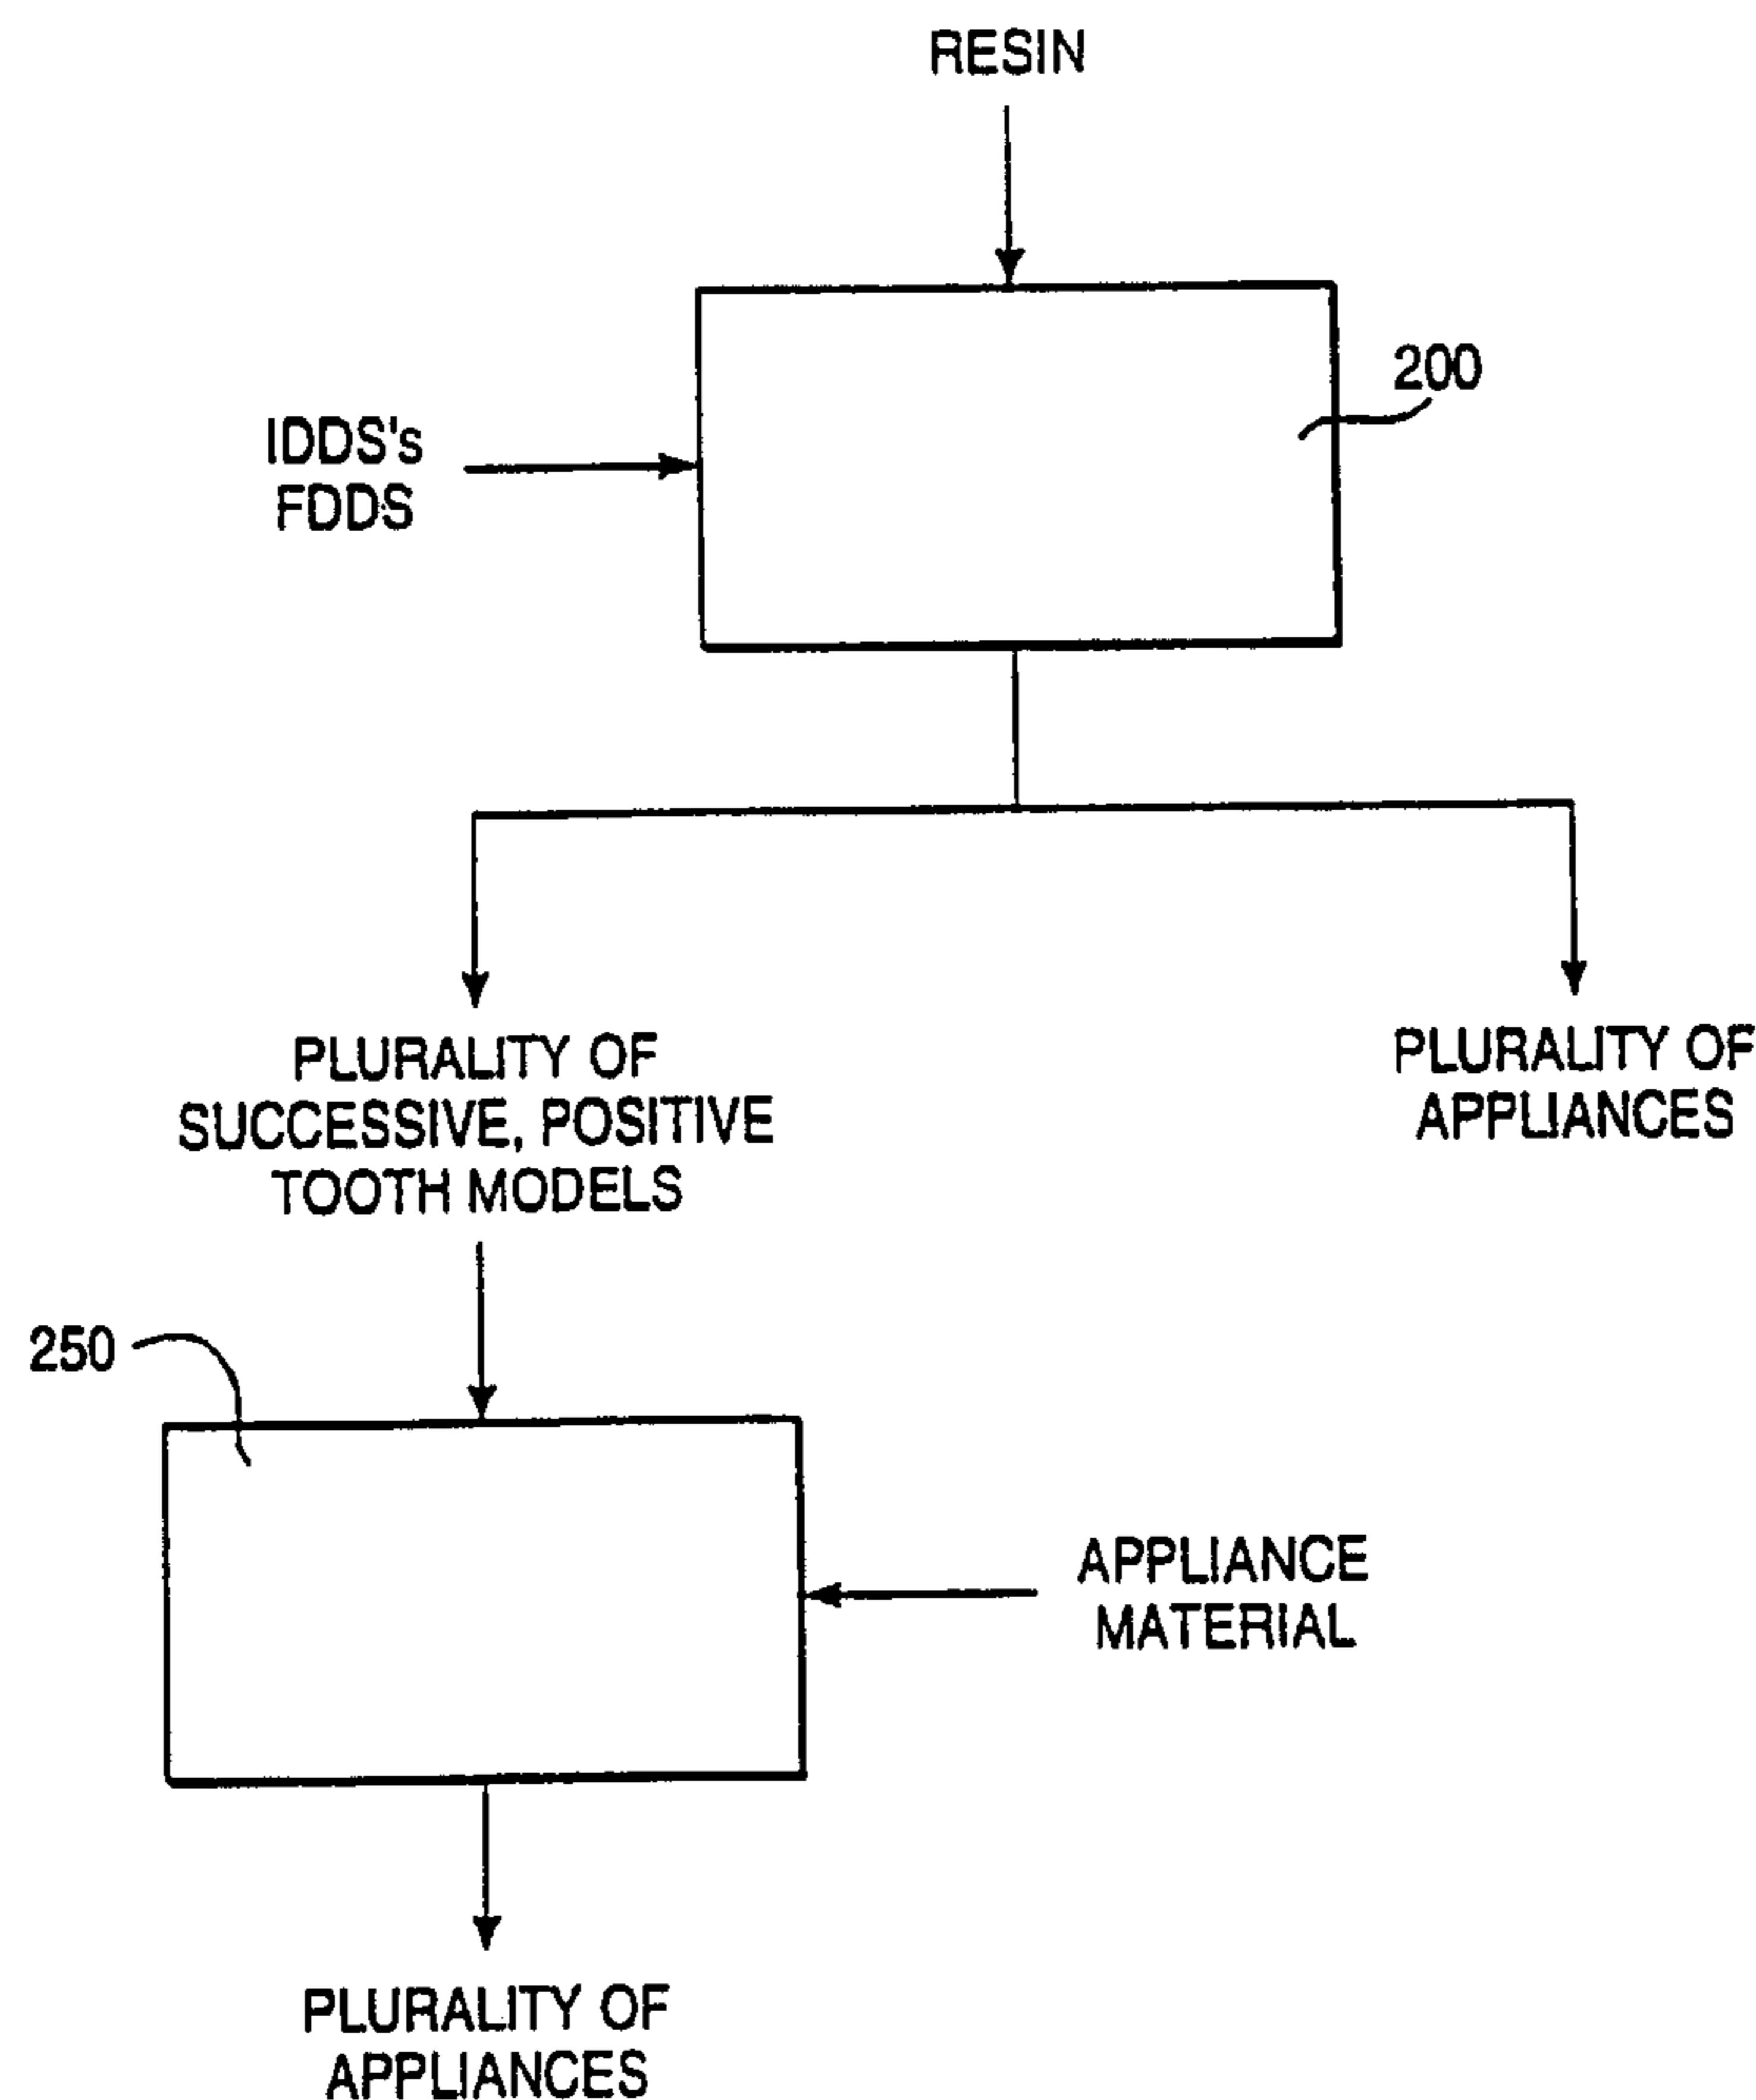 RESIN
200
IDDS's
FDDS
PLURALITY OF
SUCCESSIVE, POSITIVE
TOOTH MODELS
PLURALITY OF
APPLIANCES
250
APPLIANCE
MATERIAL
PLURALITY OF
APPLIANCES